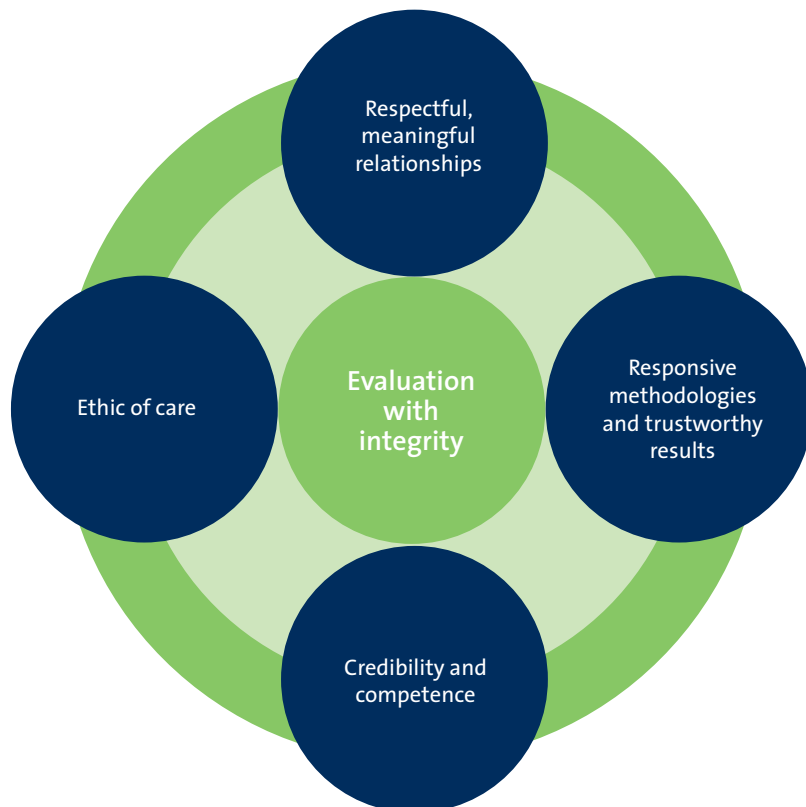 Respectful,
meaningful
relationships
Ethic of care
Evaluation
with
integrity
Responsive
methodologies
and trustworthy
results
Credibility and
competence